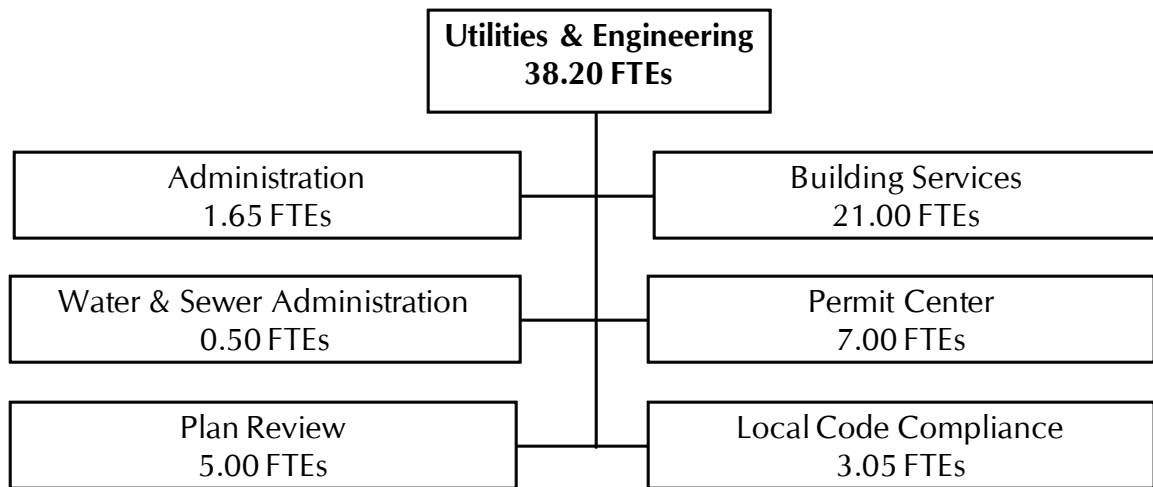 Utilities & Engineering
38.20 FTEs
Administration
1.65 FTEs
Building Services
21.00 FTEs
Water & Sewer Administration
0.50 FTEs
Permit Center
7.00 FTEs
Plan Review
5.00 FTEs
Local Code Compliance
3.05 FTEs